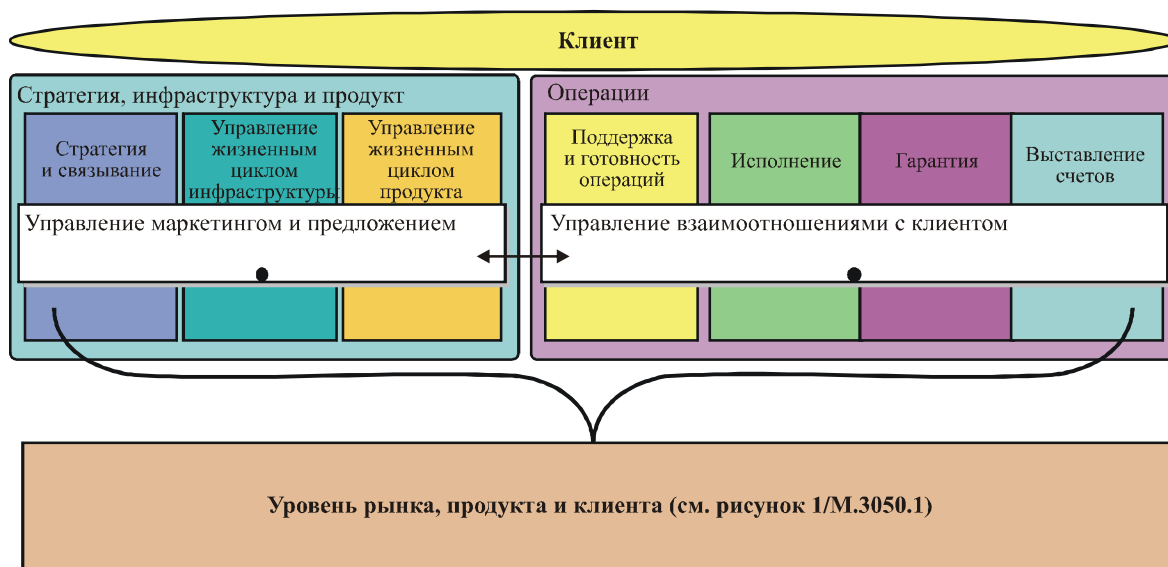 Клиент
Стратегия, инфраструктура и продукт
Стратегия
и связывание
Управление
жизненным
циклом
инфраструктуры
Управление
жизненным
циклом
продукта
Управление маркетингом и предложением
Операции
Поддержка
и готовность
операций
Исполнение
Гарантия
Выставление
счетов
Управление взаимоотношениями с клиентом
Уровень рынка, продукта и клиента (см. рисунок 1/M.3050.1)